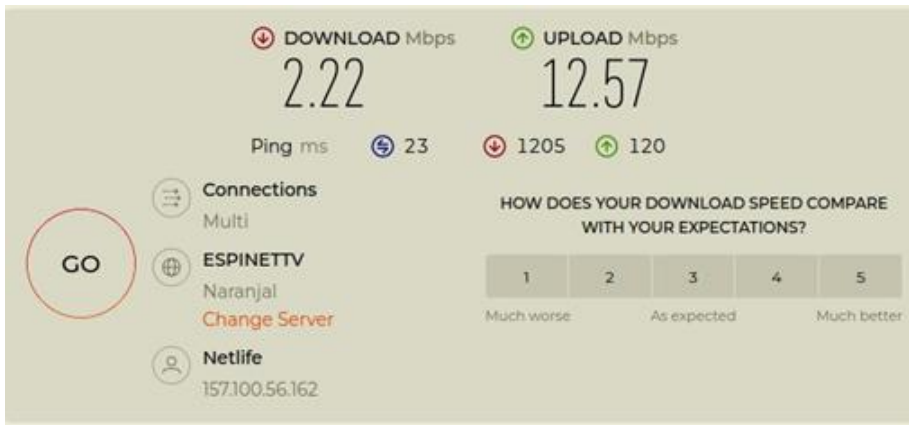 DOWNLOAD Mbps
2.22
UPLOAD Mbps
12.57
Ping ms 23 1205 120
GO
Connections
Multi
ESPINETTV
Naranjal
Change Server
Netlife
157.100.56.162
HOW DOES YOUR DOWNLOAD SPEED COMPARE
WITH YOUR EXPECTATIONS?
1 2 3 4 5
Much worse As expected Much better